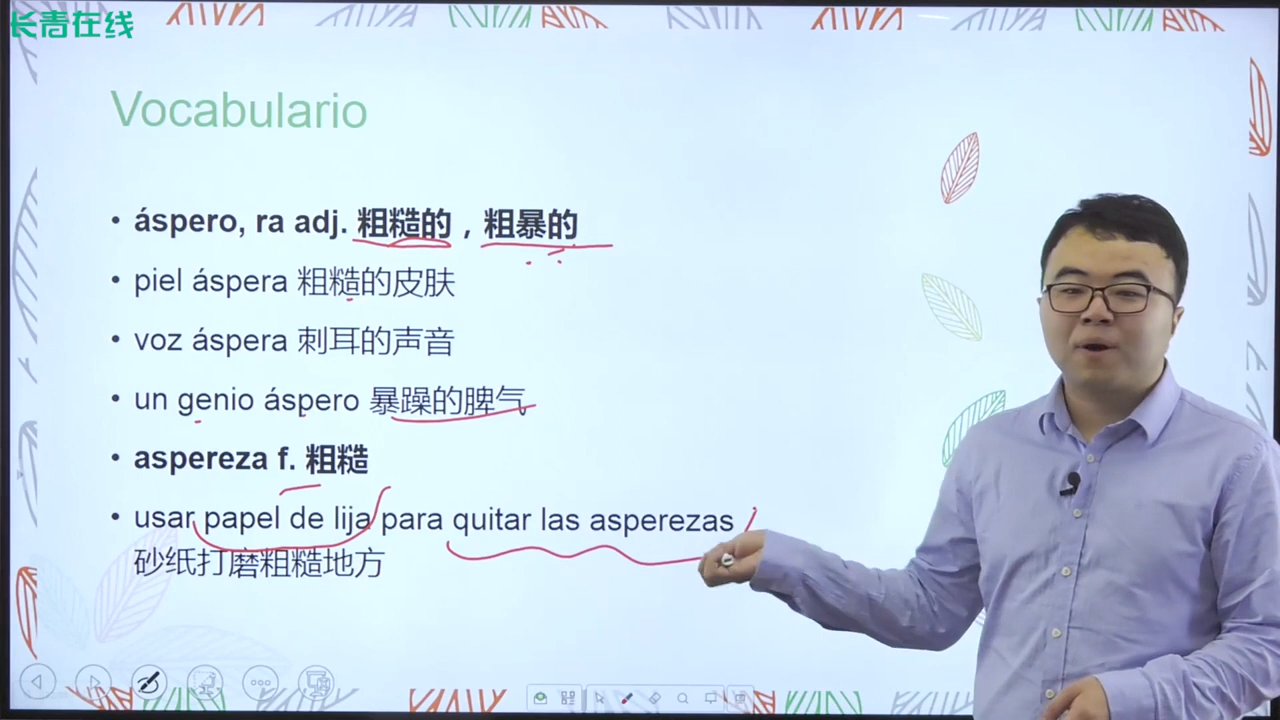 长青在线
Vocabulario
• áspero, ra adj. 粗糙的，粗暴的
• piel áspera 粗糙的皮肤
• voz áspera 刺耳的声音
• un genio áspero 暴躁的脾气
• aspereza f. 粗糙
• usar papel de lija para quitar las asperezas
砂纸打磨粗糙地方